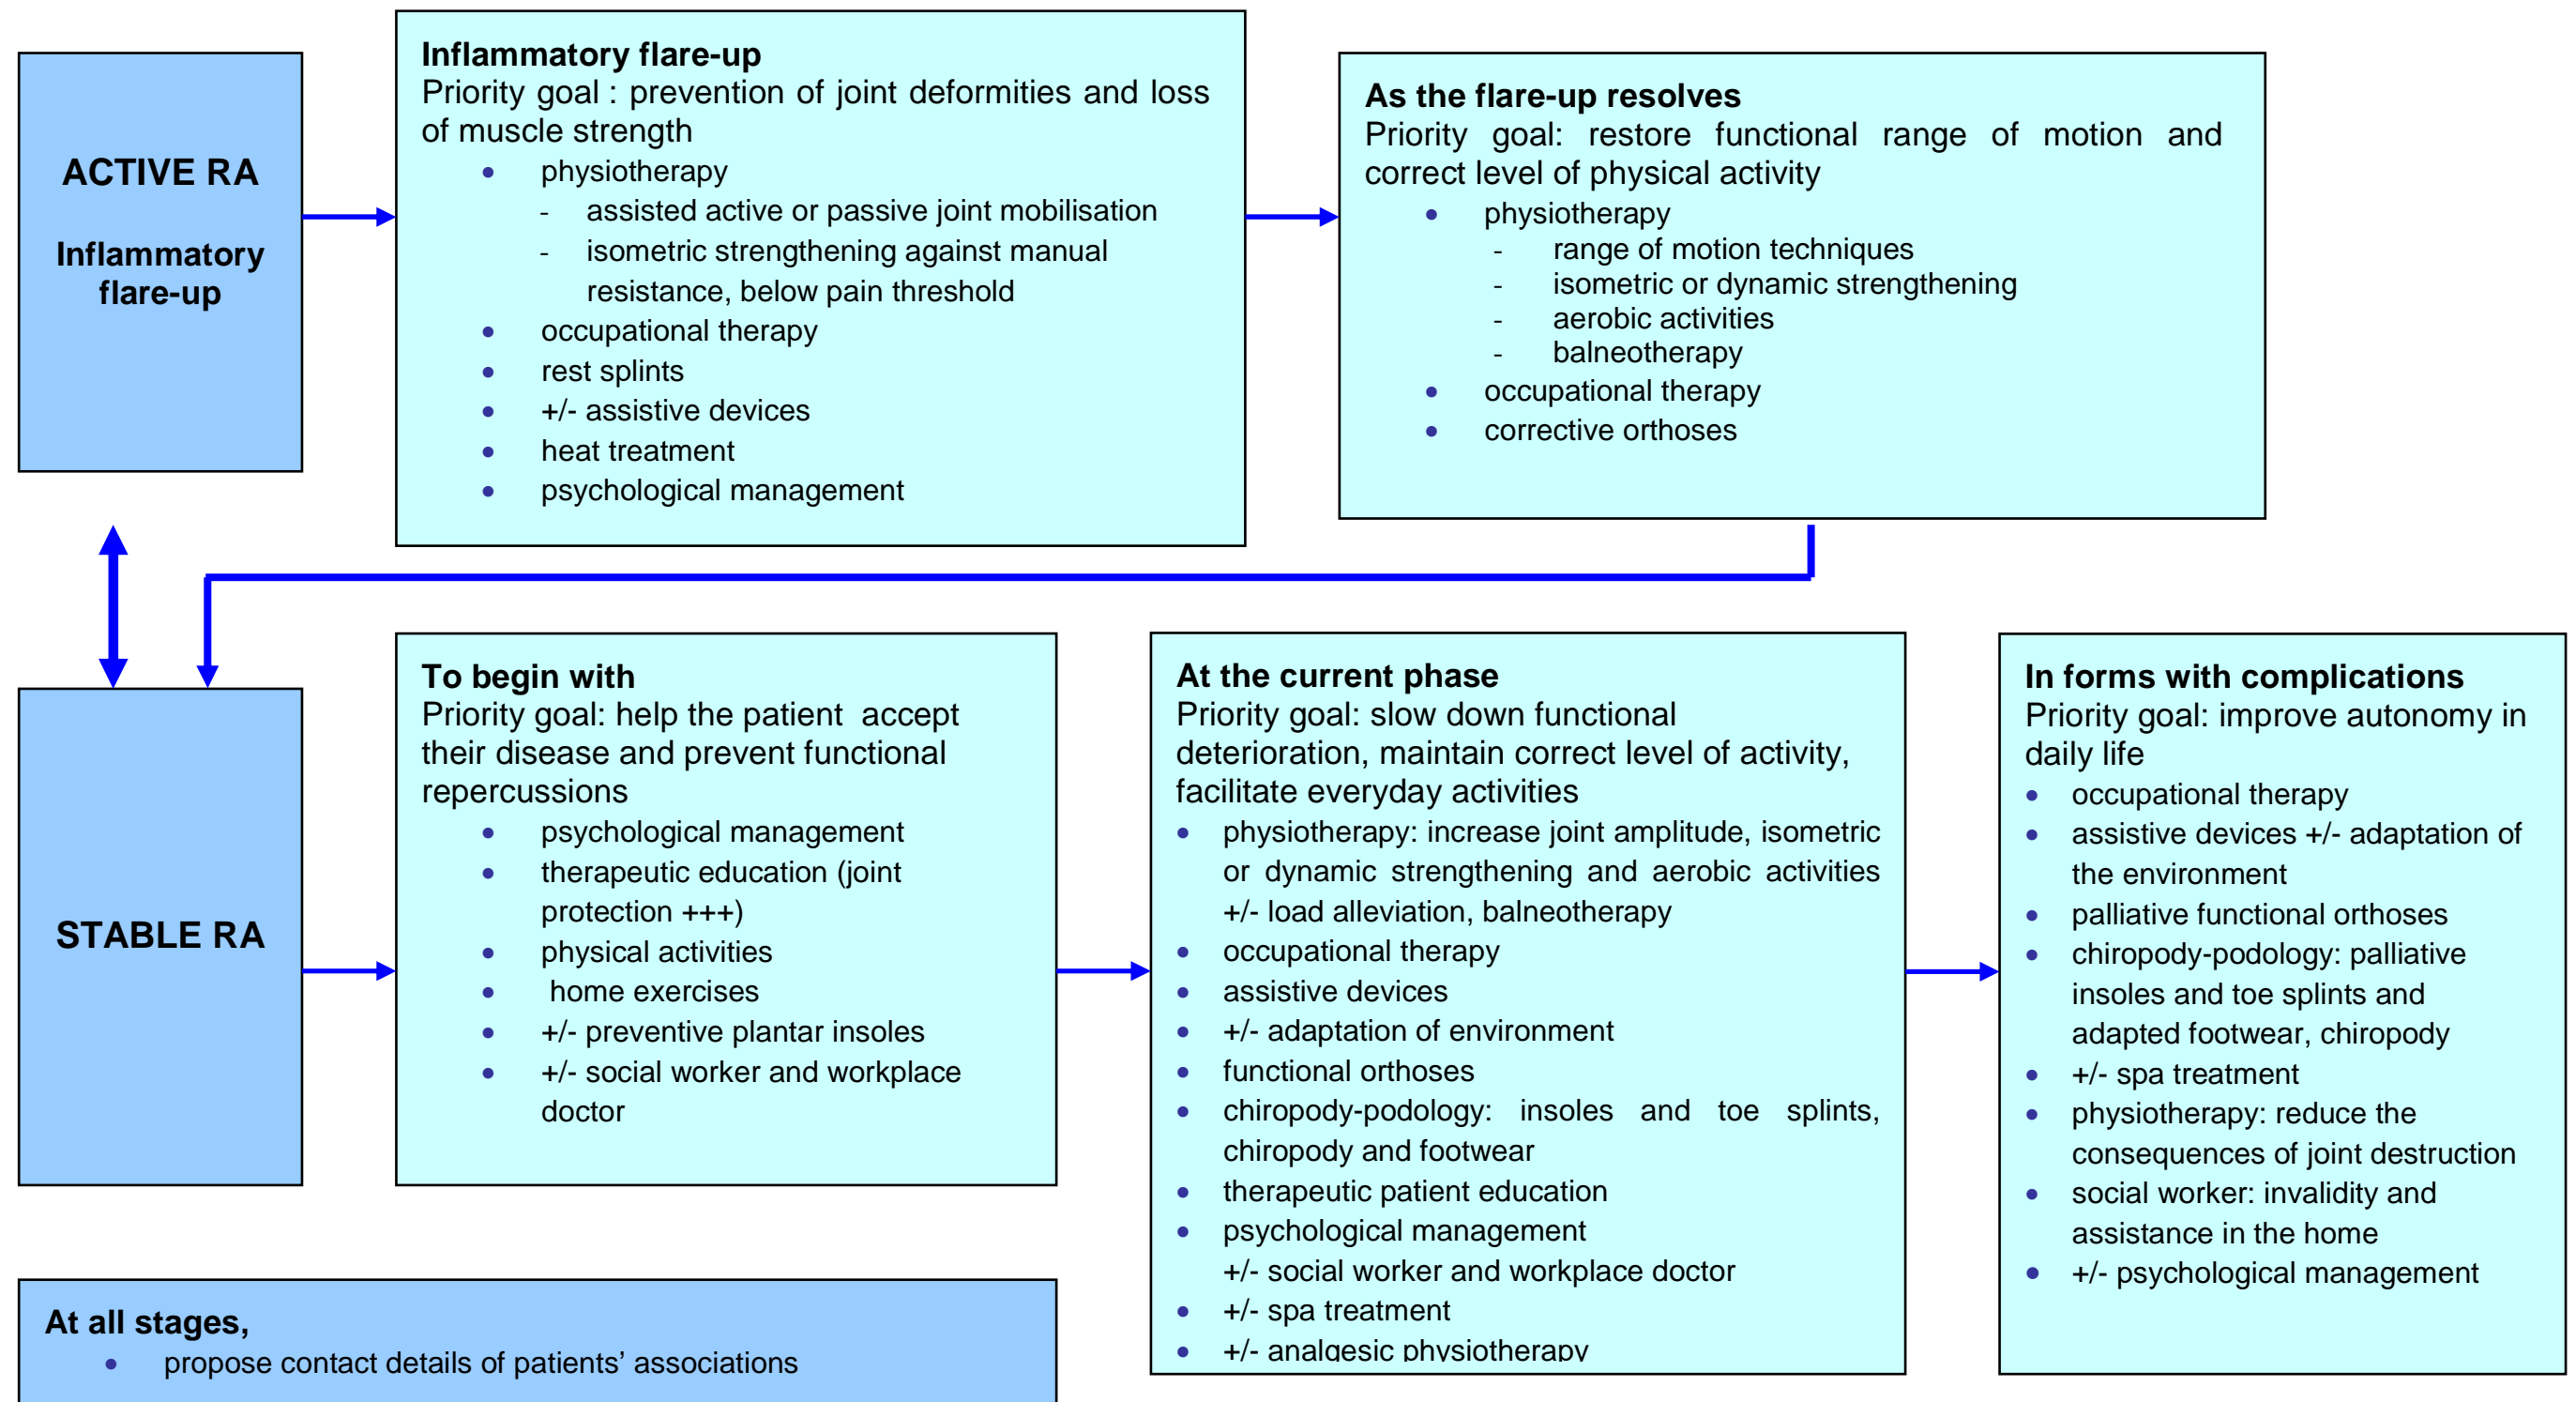 ACTIVE RA
Inflammatory
flare-up
Inflammatory flare-up
Priority goal : prevention of joint deformities and loss
of muscle strength
• physiotherapy
- assisted active or passive joint mobilisation
- isometric strengthening against manual
resistance, below pain threshold
• occupational therapy
• rest splints
• +/- assistive devices
• heat treatment
• psychological management
As the flare-up resolves
Priority goal: restore functional range of motion and
correct level of physical activity
• physiotherapy
- range of motion techniques
- isometric or dynamic strengthening
- aerobic activities
- balneotherapy
• occupational therapy
• corrective orthoses
STABLE RA
To begin with
Priority goal: help the patient accept
their disease and prevent functional
repercussions
• psychological management
• therapeutic education (joint
protection +++)
• physical activities
• home exercises
• +/- preventive plantar insoles
• +/- social worker and workplace
doctor
At the current phase
Priority goal: slow down functional
deterioration, maintain correct level of activity,
facilitate everyday activities
• physiotherapy: increase joint amplitude, isometric
or dynamic strengthening and aerobic activities
+/- load alleviation, balneotherapy
• occupational therapy
• assistive devices
• +/- adaptation of environment
• functional orthoses
• chiropody-podology: insoles and toe splints,
chiropody and footwear
• therapeutic patient education
• psychological management
+/- social worker and workplace doctor
• +/- spa treatment
• +/- analgesic physiotherapy
In forms with complications
Priority goal: improve autonomy in
daily life
• occupational therapy
• assistive devices +/- adaptation of
the environment
• palliative functional orthoses
• chiropody-podology: palliative
insoles and toe splints and
adapted footwear, chiropody
• +/- spa treatment
• physiotherapy: reduce the
consequences of joint destruction
• social worker: invalidity and
assistance in the home
• +/- psychological management
At all stages,
• propose contact details of patients’ associations